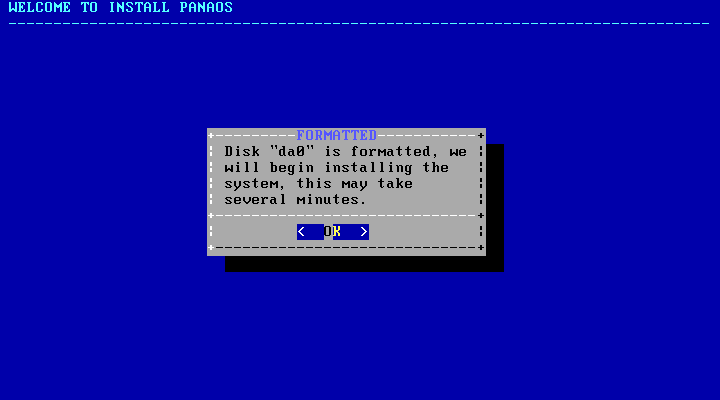 WELCOME TO INSTALL PANAOS
FORMATTED
Disk "da0" is formatted, we
will begin installing the
system, this may take
several minutes.
<  OK  >